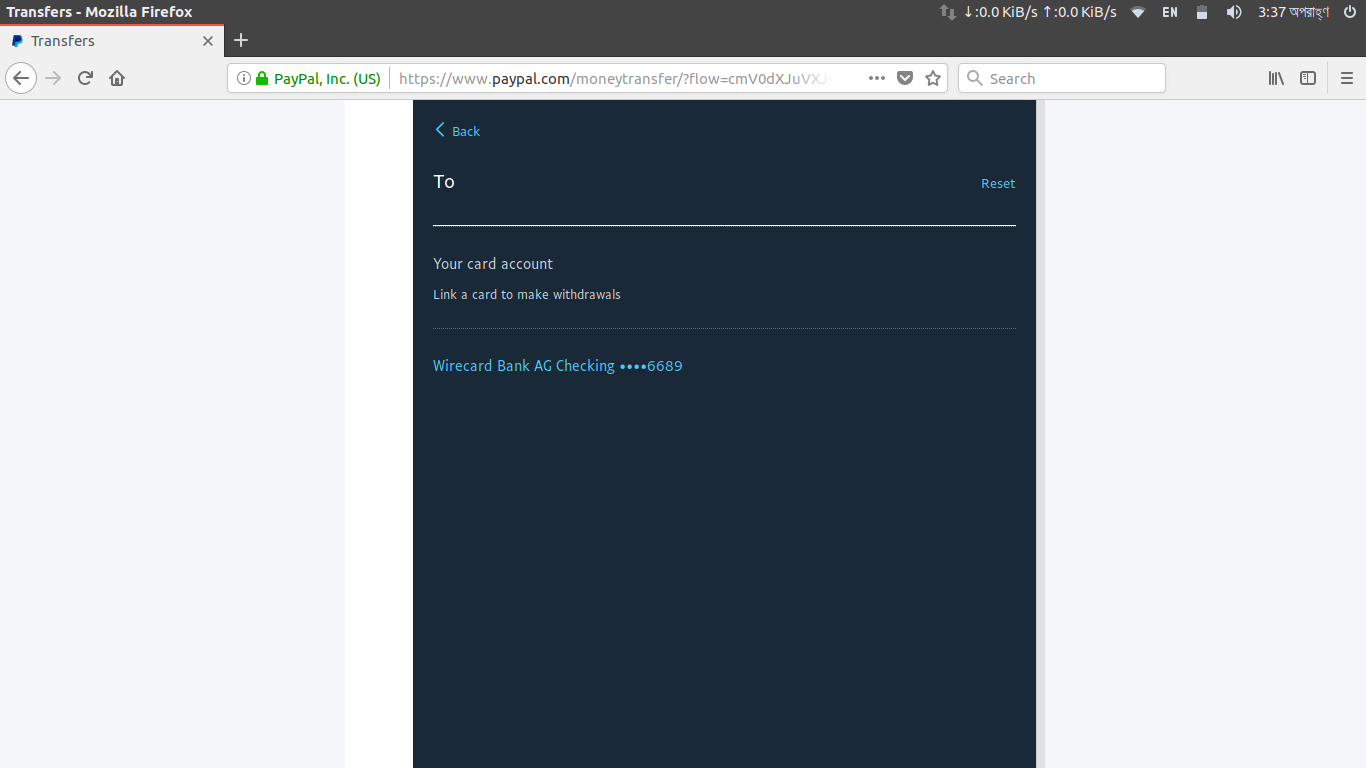 Transfers - Mozilla Firefox
↓:0.0 KiB/s ↑:0.0 KiB/s
EN
3:37 অপরাহ্ণ
Transfers
PayPal, Inc. (US)
https://www.paypal.com/moneytransfer/?flow=cmV0dXJuVXJ
Search
Back
To
Reset
Your card account
Link a card to make withdrawals
Wirecard Bank AG Checking ••••6689